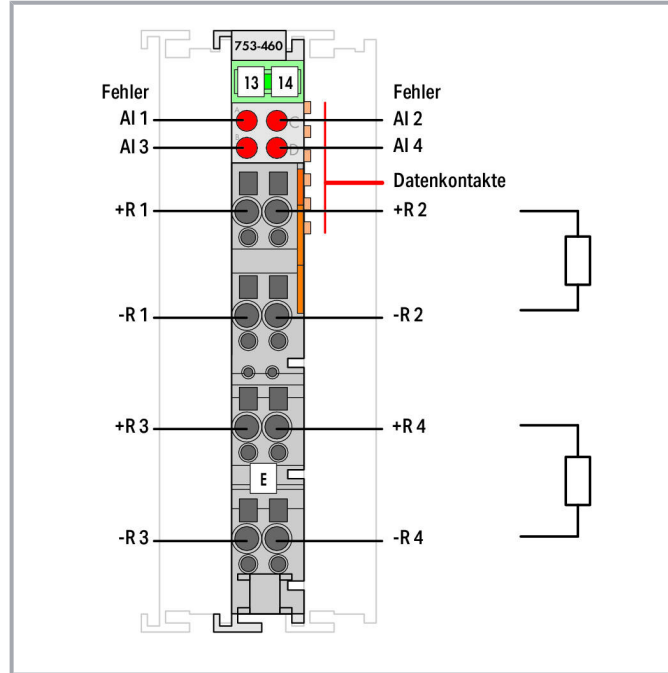 753-460
13 14
Fehler Fehler
A C
AI 1 AI 2
B D
AI 3 AI 4
Datenkontakte
+R 1 +R 2
-R 1 -R 2
+R 3 +R 4
E
-R 3 -R 4